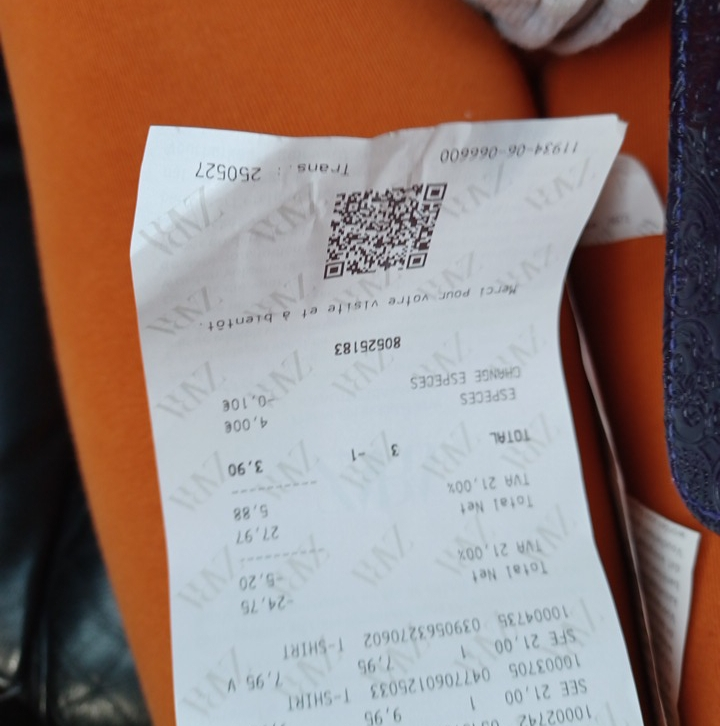 10002742
SEE 21,00 1 9,95
10003705 0477060125033 T-SHIRT
SFE 21,00 1 7,95 7,95 V
10004735 0390563270602 T-SHIRT
Total Net -24,75
TVA 21,00% -5,20
Total Net 27,97
TVA 21,00% 5,88
TOTAL 3 -1 3,90
ESPECES 4,00€
CHANGE ESPECES -0,10€
80525183
Merci pour votre visite et à bientôt.
11934-06-066600 Trans. : 250527